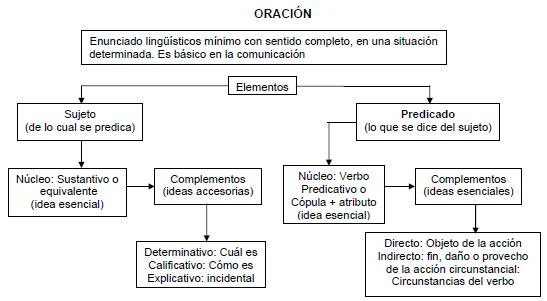 ORACIÓN
Enunciado lingüísticos mínimo con sentido completo, en una situación
determinada. Es básico en la comunicación
Elementos
Sujeto
(de lo cual se predica)
Predicado
(lo que se dice del sujeto)
Núcleo: Sustantivo o
equivalente
(idea esencial)
Complementos
(ideas accesorias)
Núcleo: Verbo
Predicativo o
Cópula + atributo
(idea esencial)
Complementos
(ideas esenciales)
Determinativo: Cuál es
Calificativo: Cómo es
Explicativo: incidental
Directo: Objeto de la acción
Indirecto: fin, daño o provecho
de la acción circunstancial:
Circunstancias del verbo